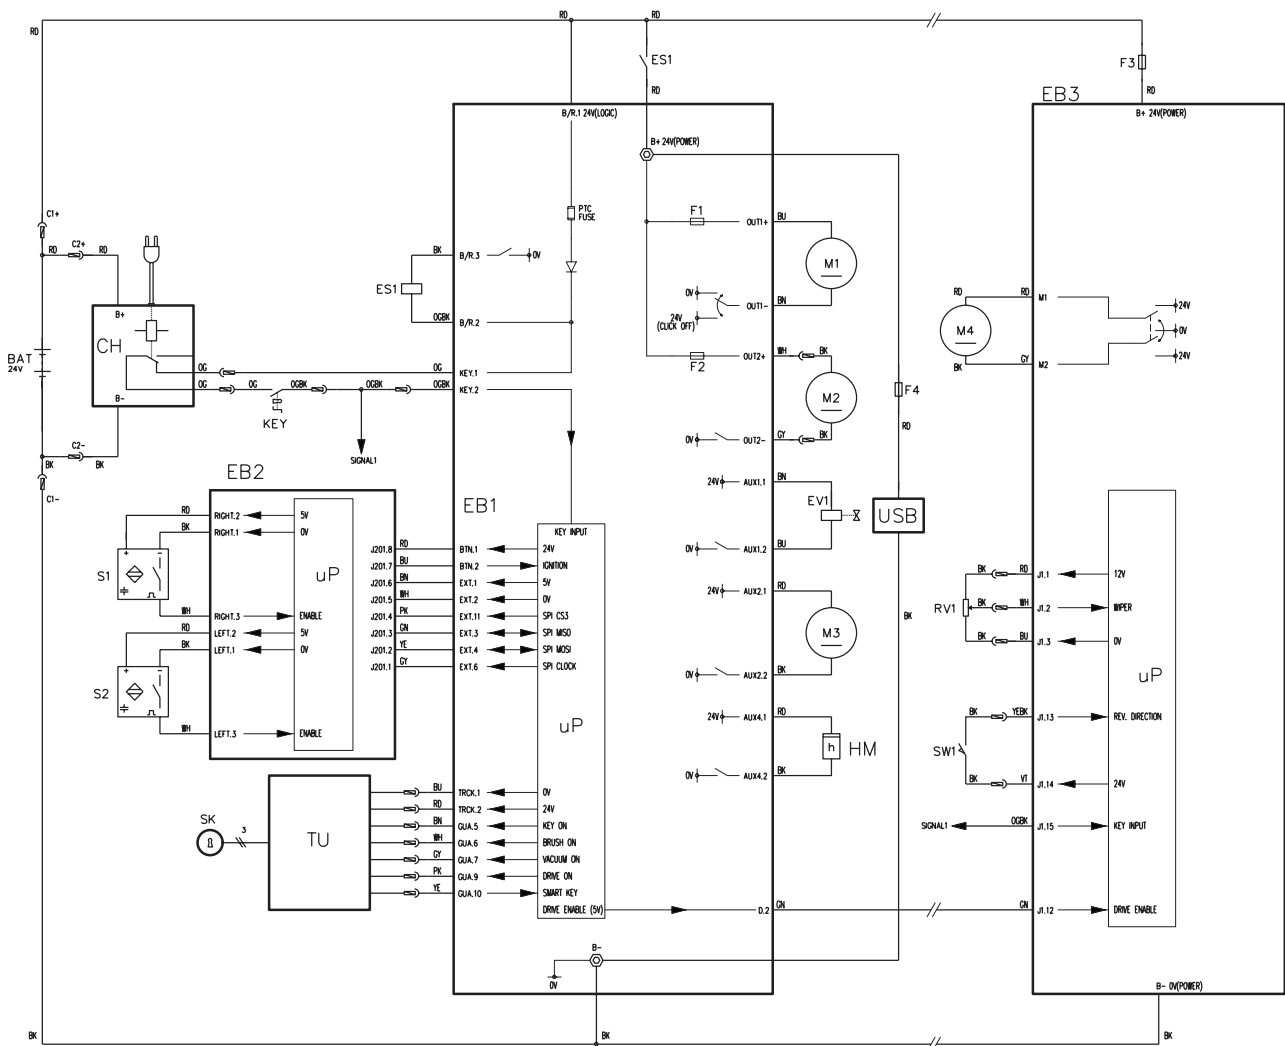 RD RD RD
RD
ES1
F3
RD RD
EB3
B/R.1 24V(LOGIC) B+ 24V(POWER)
B+ 24V(POWER)
C1+
PTC
FUSE
F1 OUT1+ BU
C2+
RD RD
BK B/R.3 0V
M1
ES1
0V OUT1- BN
24V
(CLICK OFF)
RD RD M1 24V
B+
OGBK B/R.2
M4 0V
CH
WH BK
OUT2+
F2
24V
BAT
24V
GY M2
BK
OG OG KEY.1
OG OG OGBK OGBK OGBK KEY.2
F4
M2
B-
KEY
RD
0V OUT2- GY BK
C2-
BK BK
SIGNAL1
C1-
EB2
24V AUX1.1 BN
EB1
EV1
USB
RD RIGHT.2 5V
BK RIGHT.1 0V
KEY INPUT
J201.8 RD BTN.1 24V
0V AUX1.2 BU
J201.7 BU BTN.2 IGNITION
S1 uP
J201.6 BN EXT.1 5V
BK RD J1.1 12V
J201.5 WH EXT.2 0V
24V AUX2.1 RD
RV1 WH J1.2 WIPER
BK
WH RIGHT.3 ENABLE
J201.4 PK EXT.11 SPI CS3
BK
RD LEFT.2 5V
J201.3 GN EXT.3 SPI MISO
M3
BK BU J1.3 0V
BK LEFT.1 0V
J201.2 YE EXT.4 SPI MOSI
J201.1 GY EXT.6 SPI CLOCK
0V AUX2.2 BK
uP
S2
uP
24V AUX4.1 RD
BK YEBK J1.13 REV. DIRECTION
WH LEFT.3 ENABLE
h HM
SW1
0V AUX4.2 BK
BK VT J1.14 24V
BU TRCK.1 0V
RD TRCK.2 24V
SK 3 TU
BN GUA.5 KEY ON
SIGNAL1 OGBK J1.15 KEY INPUT
WH GUA.6 BRUSH ON
GY GUA.7 VACUUM ON
PK GUA.9 DRIVE ON
YE GUA.10 SMART KEY
DRIVE ENABLE (5V) D.2 GN GN J1.12 DRIVE ENABLE
B-
0V
B- 0V(POWER)
BK BK BK